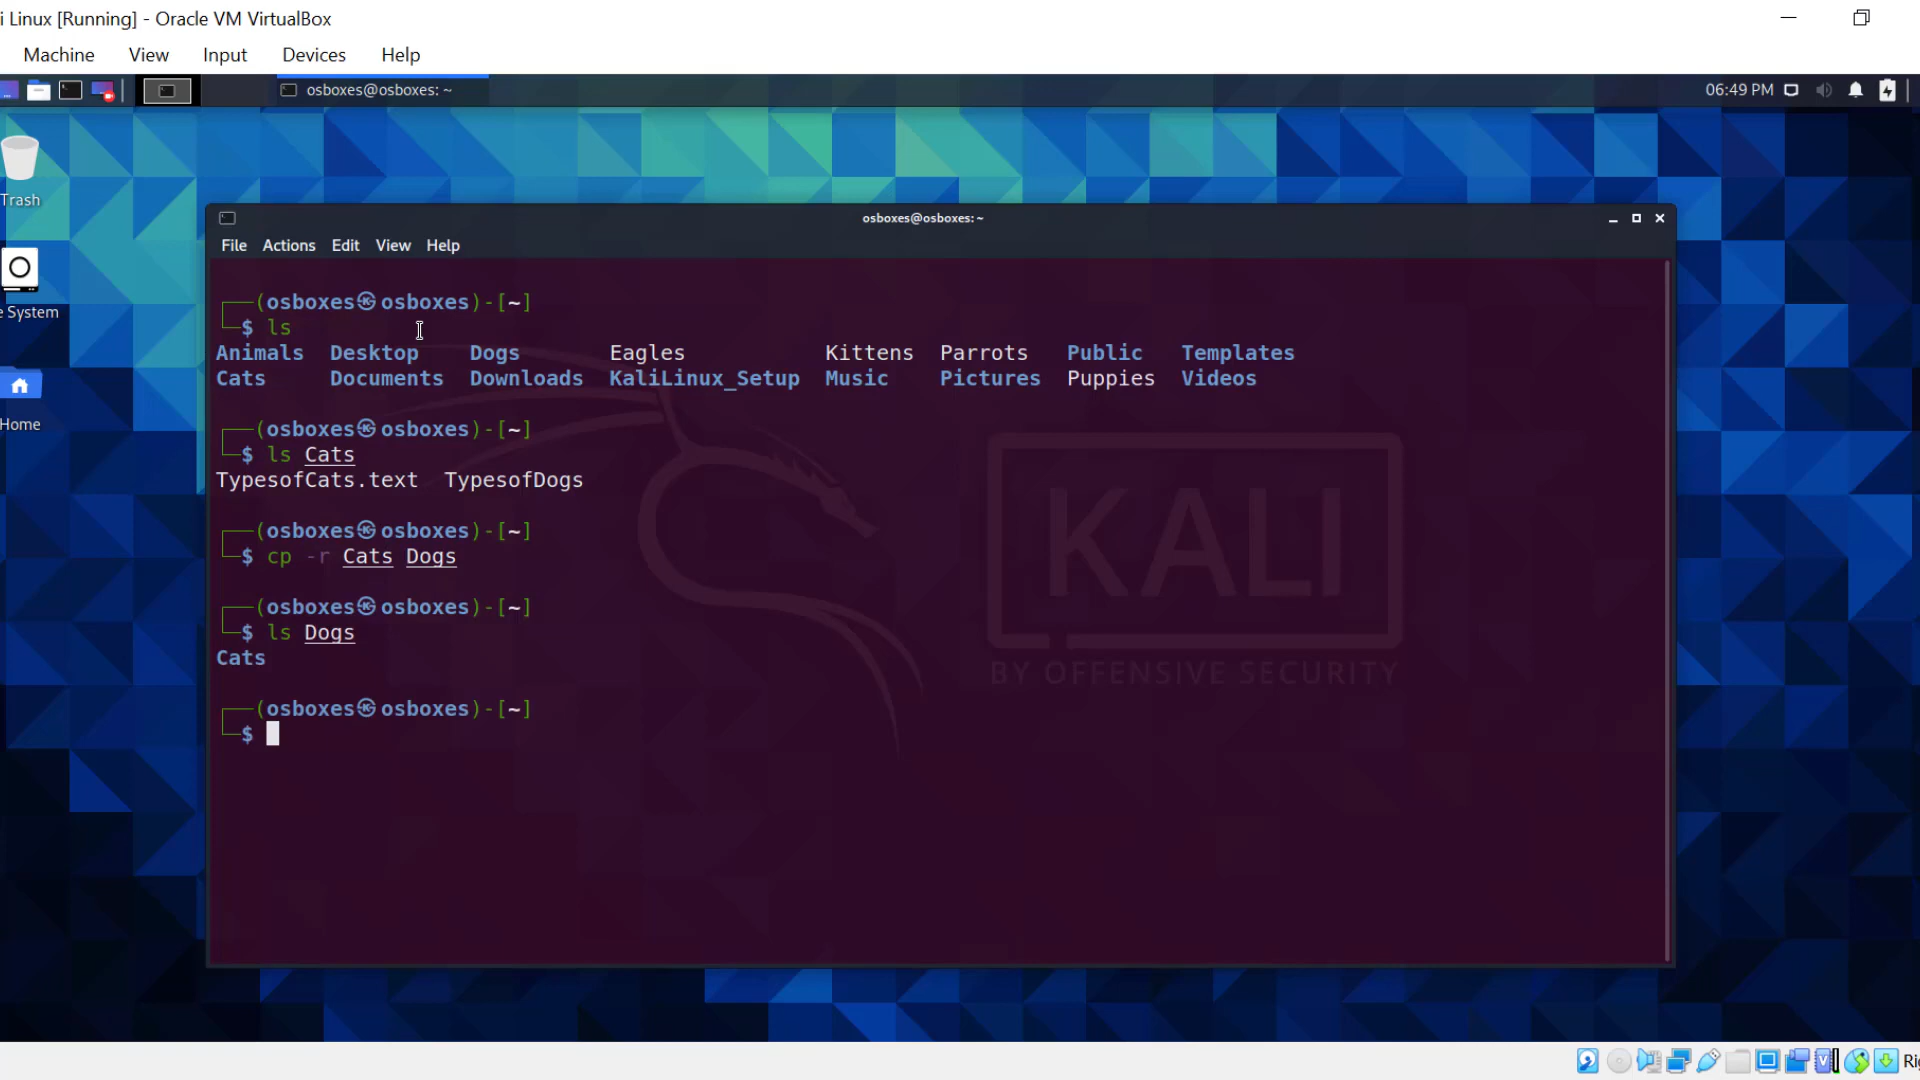 i Linux [Running] - Oracle VM VirtualBox
Machine View Input Devices Help
osboxes@osboxes: ~
06:49 PM
Trash
e System
Home
osboxes@osboxes:~
File Actions Edit View Help
┌──(osboxes㉿osboxes)-[~]
└─$ ls
Animals Desktop Dogs Eagles Kittens Parrots Public Templates
Cats Documents Downloads KaliLinux_Setup Music Pictures Puppies Videos
┌──(osboxes㉿osboxes)-[~]
└─$ ls Cats
TypesofCats.text TypesofDogs
┌──(osboxes㉿osboxes)-[~]
└─$ cp -r Cats Dogs
┌──(osboxes㉿osboxes)-[~]
└─$ ls Dogs
Cats
┌──(osboxes㉿osboxes)-[~]
└─$
KALI
BY OFFENSIVE SECURITY
Ri